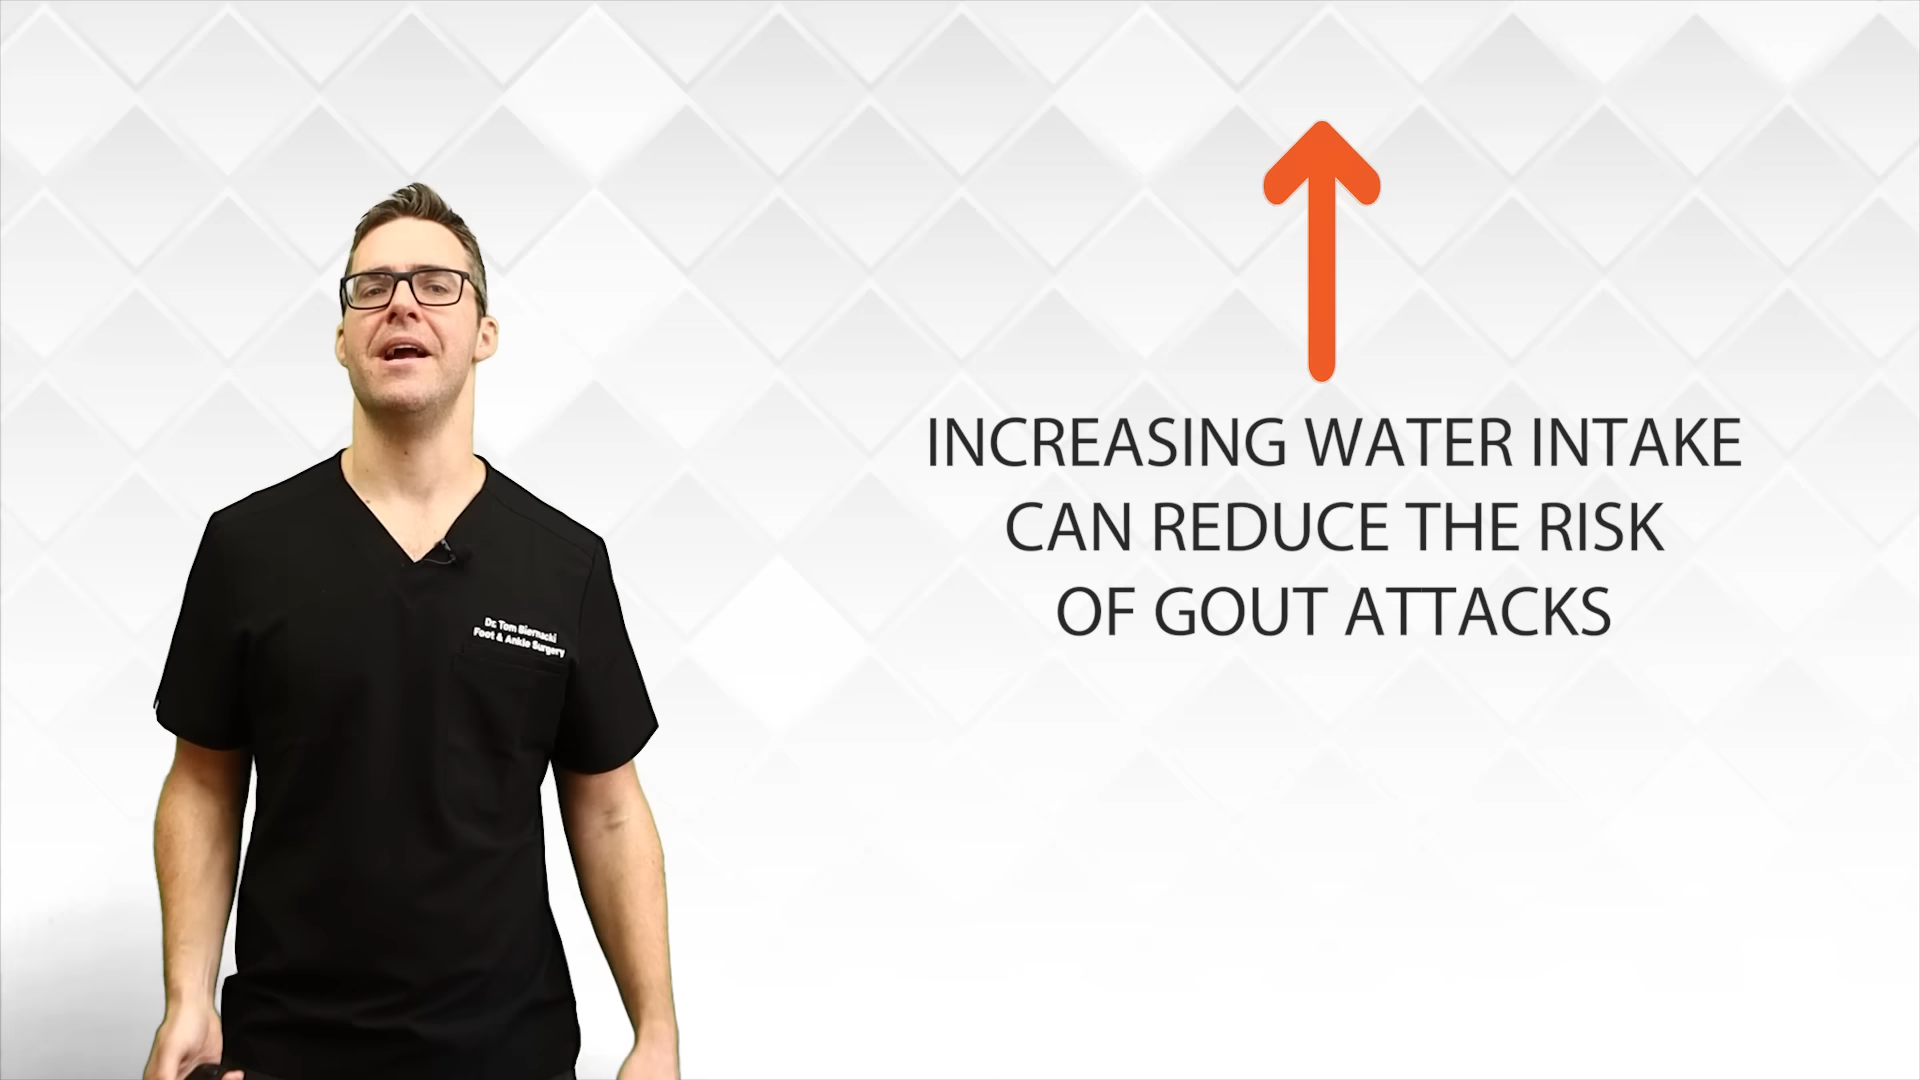 INCREASING WATER INTAKE
CAN REDUCE THE RISK
OF GOUT ATTACKS
Dr. Tom Biernacki
Foot & Ankle Surgery